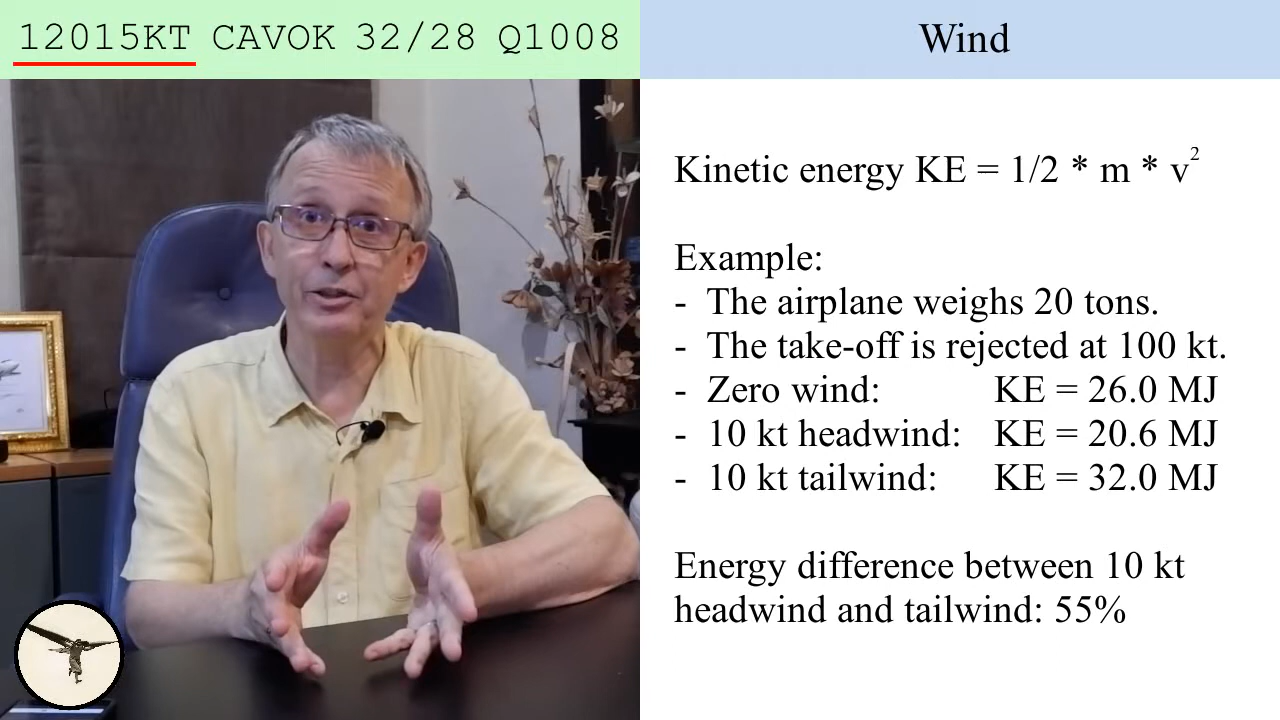 12015KT CAVOK 32/28 Q1008
Wind
Kinetic energy KE = 1/2 * m * v²
Example:
- The airplane weighs 20 tons.
- The take-off is rejected at 100 kt.
- Zero wind: KE = 26.0 MJ
- 10 kt headwind: KE = 20.6 MJ
- 10 kt tailwind: KE = 32.0 MJ
Energy difference between 10 kt
headwind and tailwind: 55%